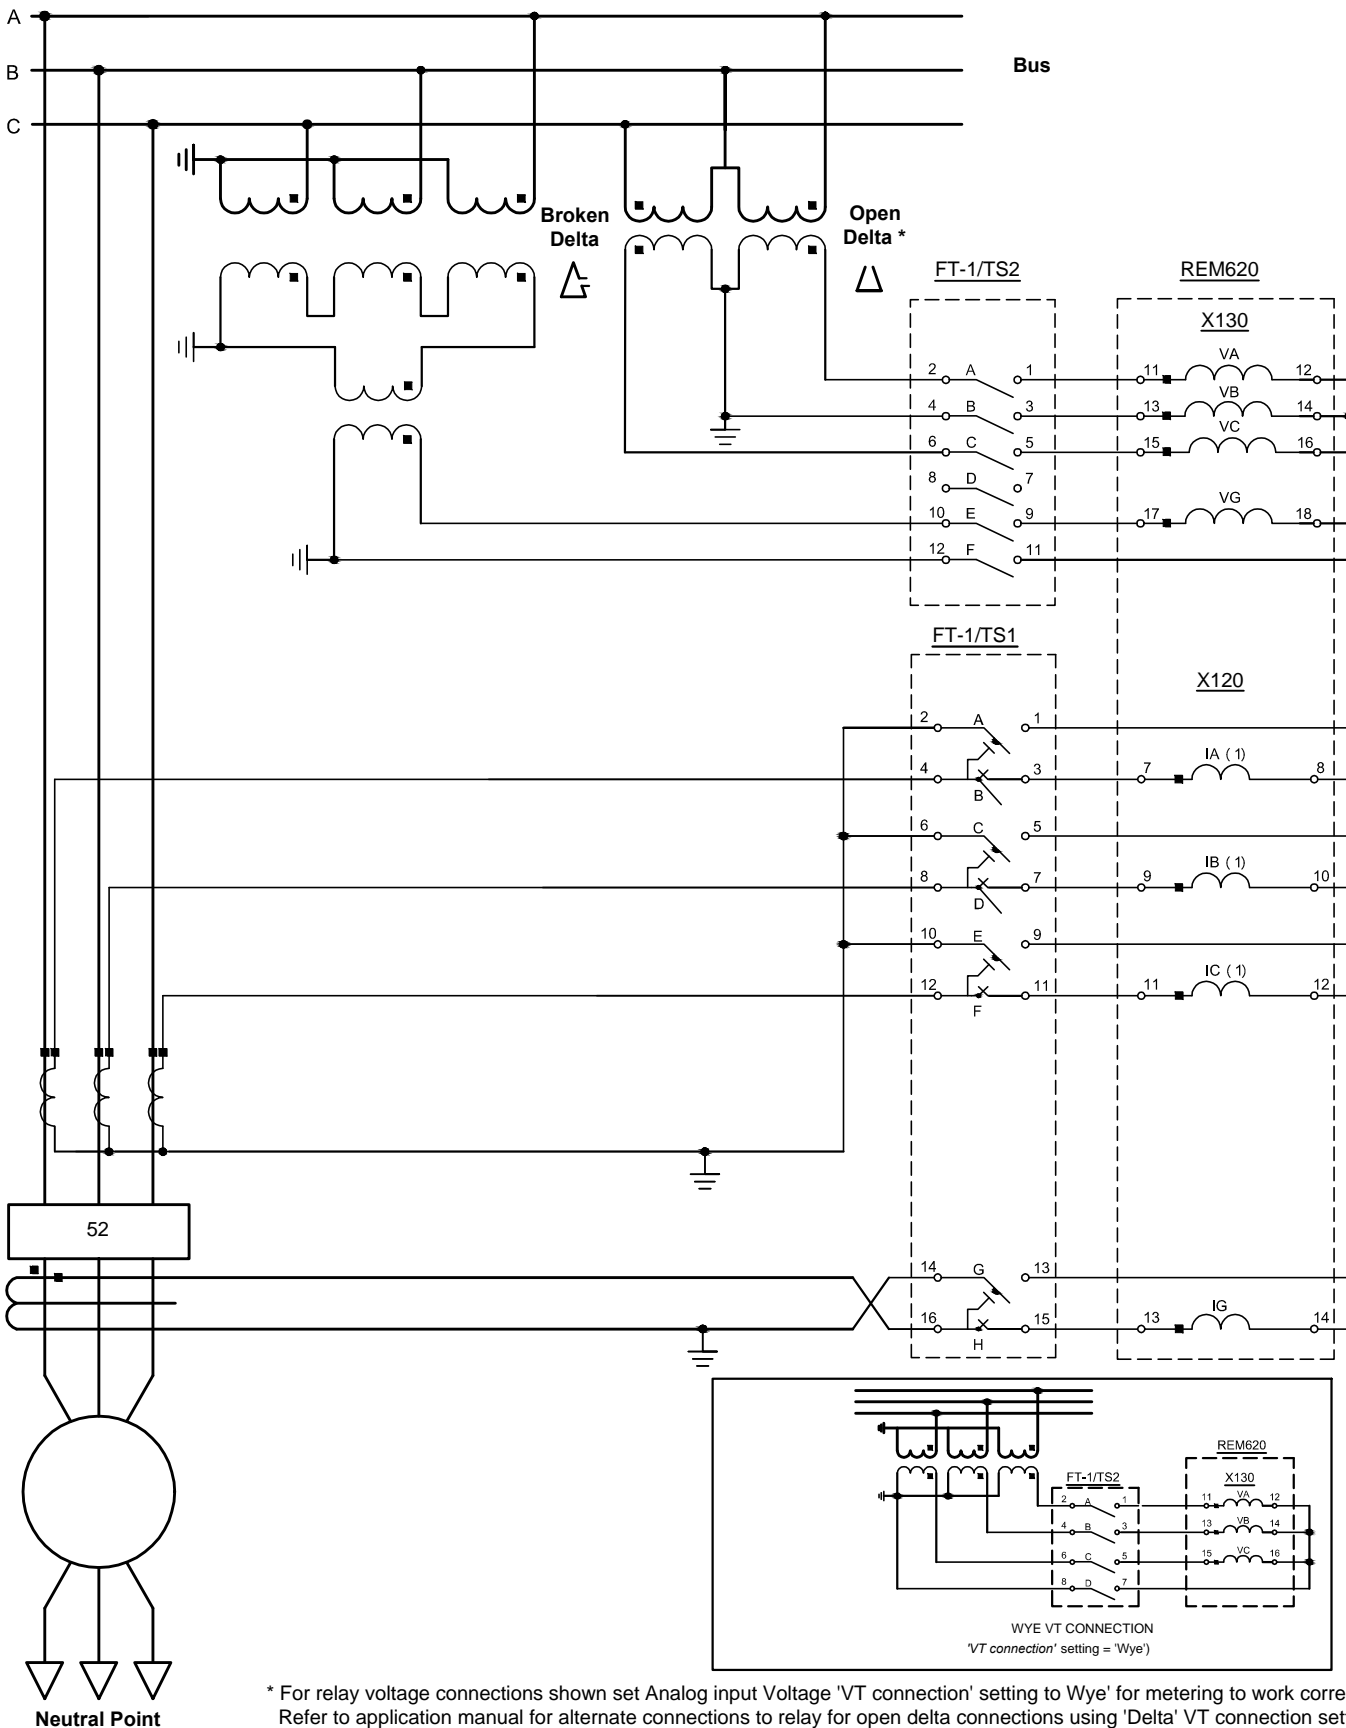 A
B
Bus
C
Broken
Delta
Open
Delta *
FT-1/TS2
REM620
X130
2 A 1 11 VA 12
4 B 3 13 VB 14
6 C 5 15 VC 16
8 D 7
10 E 9 17 VG 18
12 F 11
FT-1/TS1
X120
2 A 1
4 B 3 7 IA (1) 8
6 C 5
8 D 7 9 IB (1) 10
10 E 9
12 F 11 11 IC (1) 12
52
14 G 13
16 H 15 13 IG 14
REM620
FT-1/TS2
X130
2 A 1 11 VA 12
4 B 3 13 VB 14
6 C 5 15 VC 16
8 D 7
WYE VT CONNECTION
'VT connection' setting = 'Wye')
Neutral Point
* For relay voltage connections shown set Analog input Voltage 'VT connection' setting to Wye' for metering to work corre
Refer to application manual for alternate connections to relay for open delta connections using 'Delta' VT connection set